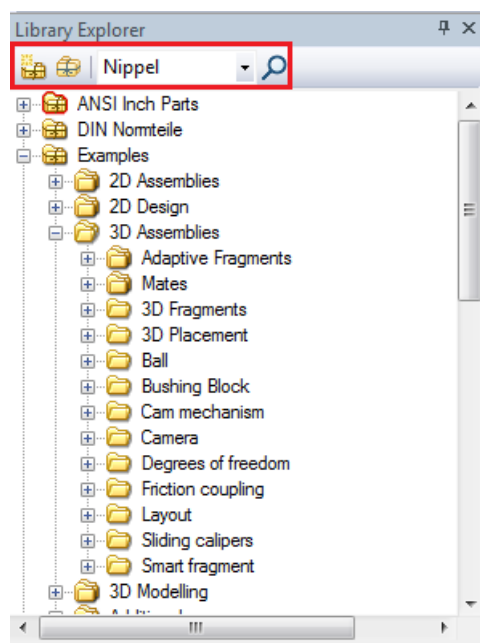 Library Explorer
Nippel
ANSI Inch Parts
DIN Normteile
Examples
2D Assemblies
2D Design
3D Assemblies
Adaptive Fragments
Mates
3D Fragments
3D Placement
Ball
Bushing Block
Cam mechanism
Camera
Degrees of freedom
Friction coupling
Layout
Sliding calipers
Smart fragment
3D Modelling